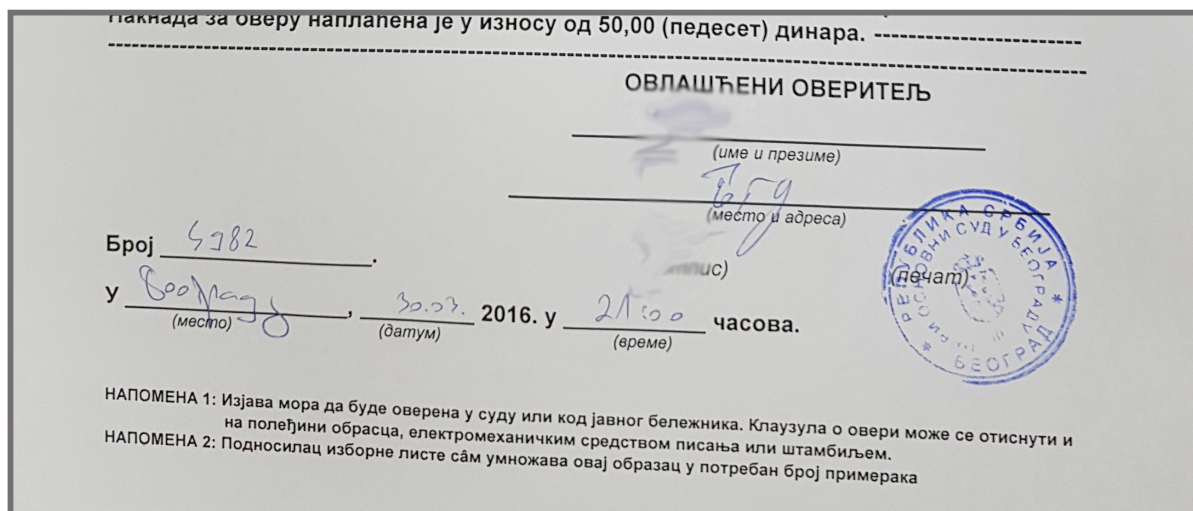 Накнада за оверу наплаћена је у износу од 50,00 (педесет) динара.
ОВЛАШЋЕНИ ОВЕРИТЕЉ
(име и презиме)
БГД
(место и адреса)
(печат)
РЕПУБЛИКА СРБИЈА
ОСНОВНИ СУД У БЕОГРАДУ
БЕОГРАД
Број 4982.
У Београду, 30.03. 2016. у 21:00 часова.
(место) (датум) (време)
НАПОМЕНА 1: Изјава мора да буде оверена у суду или код јавног бележника. Клаузула о овери може се отиснути и
на полеђини обрасца, електромеханичким средством писања или штамбиљем.
НАПОМЕНА 2: Подносилац изборне листе сâм умножава овај образац у потребан број примерака